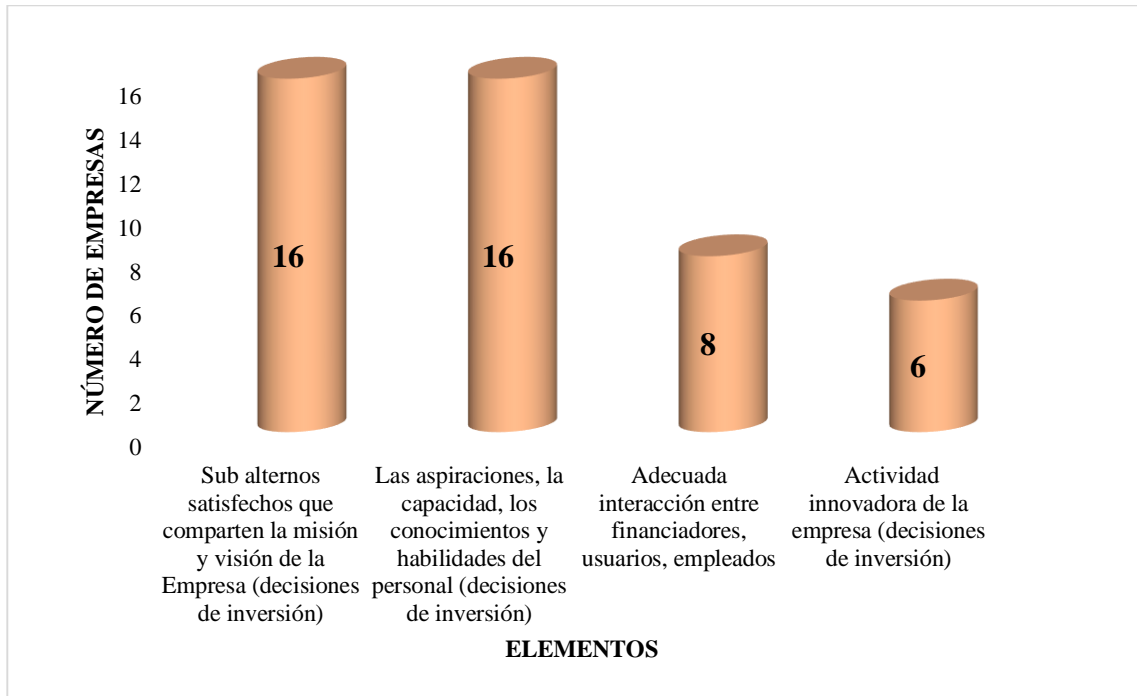 NÚMERO DE EMPRESAS
16
14
12
10
8
6
4
2
0
16
16
8
6
Sub alternos
satisfechos que
comparten la misión
y visión de la
Empresa (decisiones
de inversión)
Las aspiraciones, la
capacidad, los
conocimientos y
habilidades del
personal (decisiones
de inversión)
Adecuada
interacción entre
financiadores,
usuarios, empleados
Actividad
innovadora de la
empresa (decisiones
de inversión)
ELEMENTOS